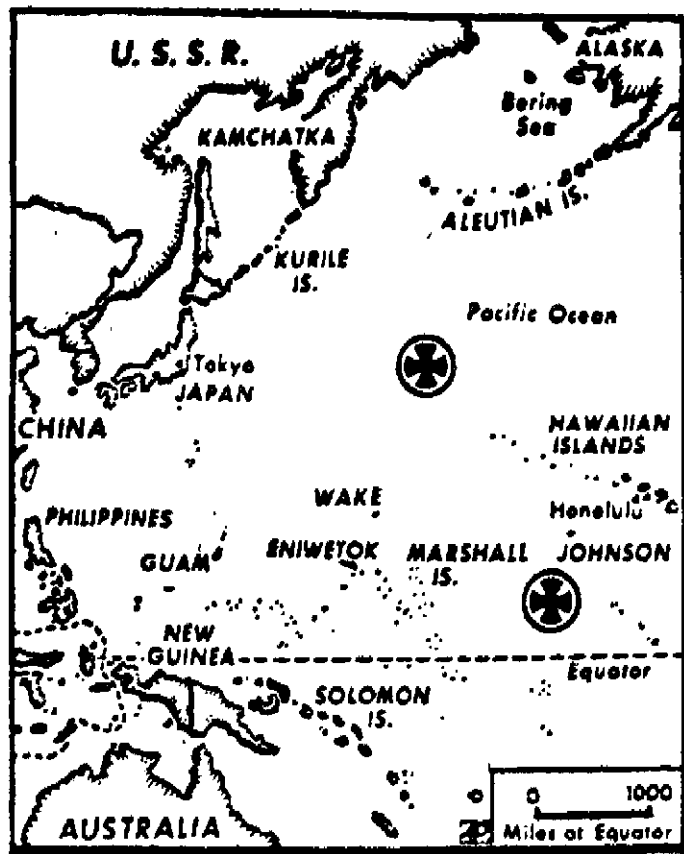 U. S. S. R.
ALASKA
Bering
Sea
KAMCHATKA
ALEUTIAN IS.
KURILE
IS.
Pacific Ocean
Tokyo
JAPAN
CHINA
HAWAIIAN
ISLANDS
WAKE
Honolulu
PHILIPPINES
ENIWETOK
MARSHALL
IS.
JOHNSON
GUAM
NEW
GUINEA
Equator
SOLOMON
IS.
0 1000
Miles at Equator
AUSTRALIA